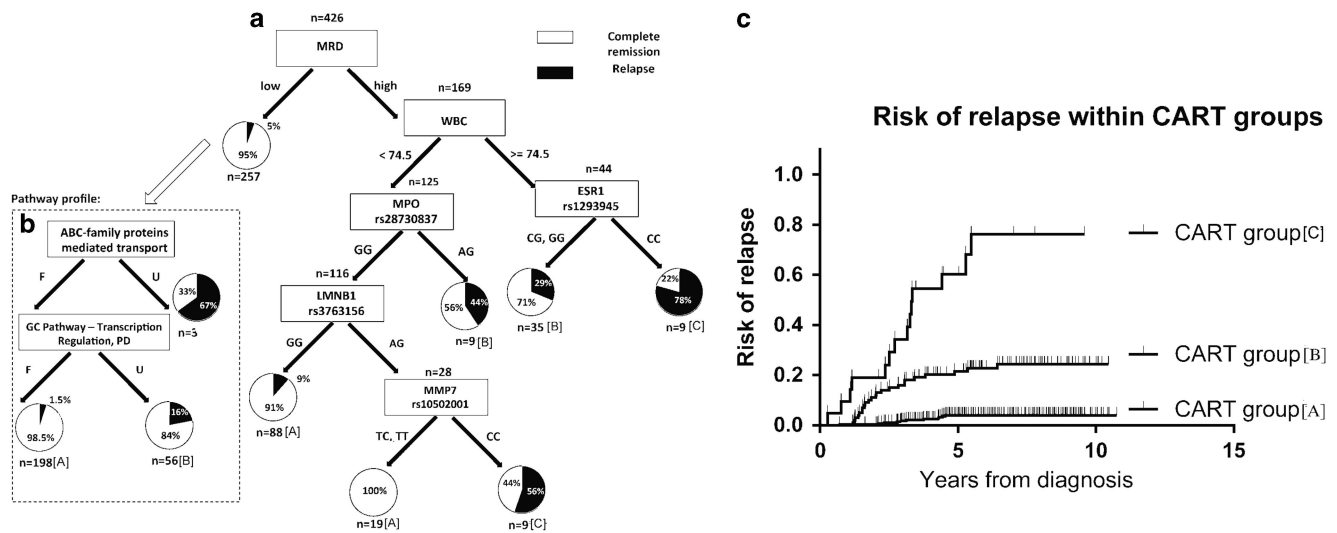 a
n=426
MRD
Complete
remission
Relapse
low
high
n=169
WBC
5%
95%
n=257
< 74.5
>= 74.5
n=125
n=44
MPO
rs28730837
ESR1
rs1293945
GG
AG
CG, GG
CC
n=116
LMNB1
rs3763156
56%
44%
n=9[B]
29%
71%
n=35[B]
22%
78%
n=9[C]
GG
AG
9%
91%
n=88[A]
n=28
MMP7
rs10502001
TC, TT
CC
100%
n=19[A]
44%
56%
n=9[C]
Pathway profile:
b
ABC-family proteins
mediated transport
F
U
33%
67%
GC Pathway – Transcription
Regulation, PD
F
U
1.5%
98.5%
n=198[A]
16%
84%
n=56[B]
c
Risk of relapse within CART groups
Risk of relapse
1.0
0.8
0.6
0.4
0.2
0.0
0
5
10
15
Years from diagnosis
CART group[C]
CART group[B]
CART group[A]